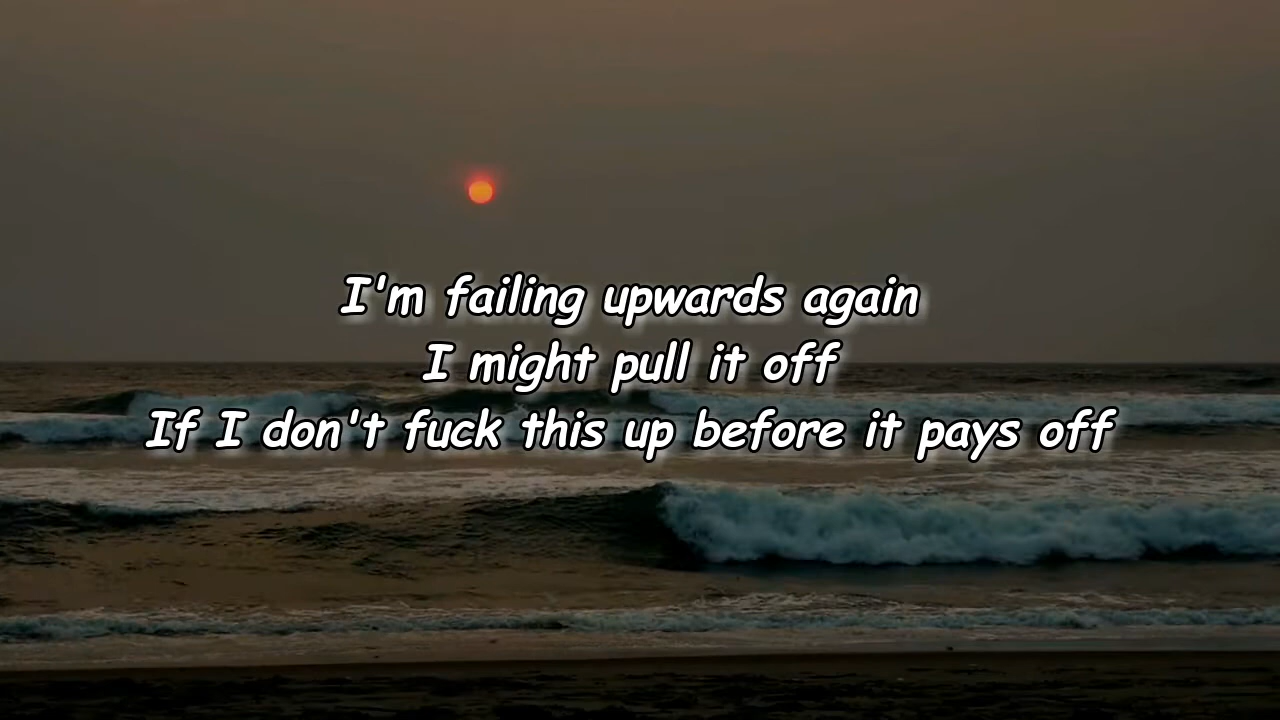 I'm failing upwards again
I might pull it off
If I don't fuck this up before it pays off